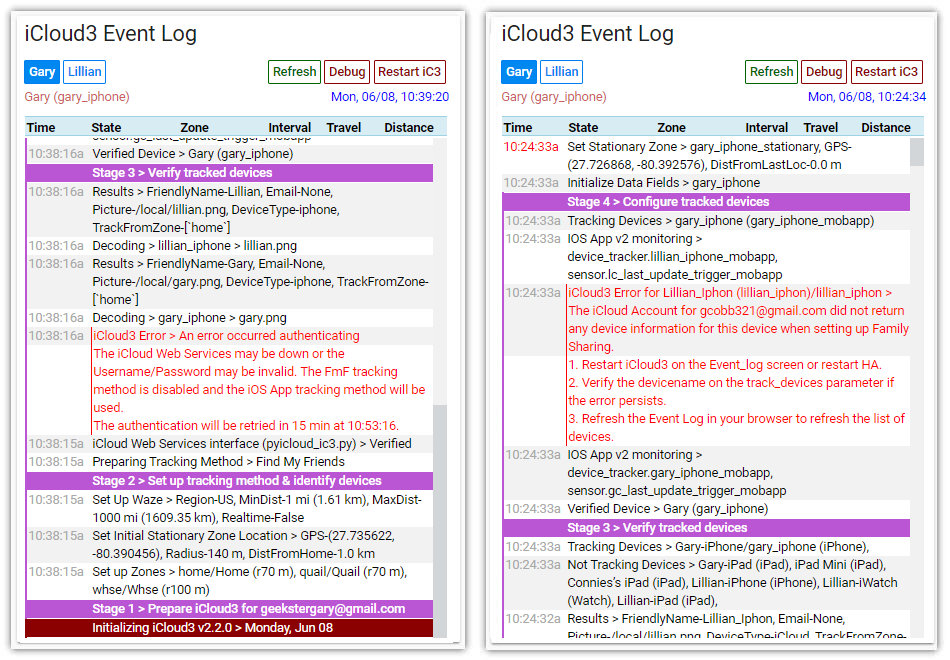 iCloud3 Event Log
Gary
Lillian
Refresh
Debug
Restart iC3
Gary (gary_iphone)
Mon, 06/08, 10:39:20
Time State Zone Interval Travel Distance
sensor.gc_last_update_trigger_mobapp
10:38:16a Verified Device > Gary (gary_iphone)
Stage 3 > Verify tracked devices
10:38:16a Results > FriendlyName-Lillian, Email-None,
Picture-/local/lillian.png, DeviceType-iphone,
TrackFromZone-[`home`]
10:38:16a Decoding > lillian_iphone > lillian.png
10:38:16a Results > FriendlyName-Gary, Email-None,
Picture-/local/gary.png, DeviceType-iphone, TrackFromZone-
[`home`]
10:38:16a Decoding > gary_iphone > gary.png
10:38:16a iCloud3 Error > An error occurred authenticating
The iCloud Web Services may be down or the
Username/Password may be invalid. The FmF tracking
method is disabled and the iOS App tracking method will be
used.
The authentication will be retried in 15 min at 10:53:16.
10:38:15a iCloud Web Services interface (pyicloud_ic3.py) > Verified
10:38:15a Preparing Tracking Method > Find My Friends
Stage 2 > Set up tracking method & identify devices
10:38:15a Set Up Waze > Region-US, MinDist-1 mi (1.61 km), MaxDist-
1000 mi (1609.35 km), Realtime-False
10:38:15a Set Initial Stationary Zone Location > GPS-(27.735622,
-80.390456), Radius-140 m, DistFromHome-1.0 km
10:38:15a Set up Zones > home/Home (r70 m), quail/Quail (r70 m),
whse/Whse (r100 m)
Stage 1 > Prepare iCloud3 for geekstergary@gmail.com
Initializing iCloud3 v2.2.0 > Monday, Jun 08
iCloud3 Event Log
Gary
Lillian
Refresh
Debug
Restart iC3
Gary (gary_iphone)
Mon, 06/08, 10:24:34
Time State Zone Interval Travel Distance
10:24:33a Set Stationary Zone > gary_iphone_stationary, GPS-
(27.726868, -80.392576), DistFromLastLoc-0.0 m
10:24:33a Initialize Data Fields > gary_iphone
Stage 4 > Configure tracked devices
10:24:33a Tracking Devices > gary_iphone (gary_iphone_mobapp)
10:24:33a IOS App v2 monitoring >
device_tracker.lillian_iphone_mobapp,
sensor.lc_last_update_trigger_mobapp
10:24:33a iCloud3 Error for Lillian_Iphon (lillian_iphon)/lillian_iphon >
The iCloud Account for gcobb321@gmail.com did not return
any device information for this device when setting up Family
Sharing.
1. Restart iCloud3 on the Event_log screen or restart HA.
2. Verify the devicename on the track_devices parameter if
the error persists.
3. Refresh the Event Log in your browser to refresh the list of
devices.
10:24:33a IOS App v2 monitoring >
device_tracker.gary_iphone_mobapp,
sensor.gc_last_update_trigger_mobapp
10:24:33a Verified Device > Gary (gary_iphone)
Stage 3 > Verify tracked devices
10:24:33a Tracking Devices > Gary-iPhone/gary_iphone (iPhone),
10:24:33a Not Tracking Devices > Gary-iPad (iPad), iPad Mini (iPad),
Connies's iPad (iPad), Lillian-iPhone (iPhone), Lillian-iWatch
(Watch), Lillian-iPad (iPad),
10:24:32a Results > FriendlyName-Lillian_Iphon, Email-None,
Picture-/local/lillian.png, DeviceType-iCloud, TrackFromZone-